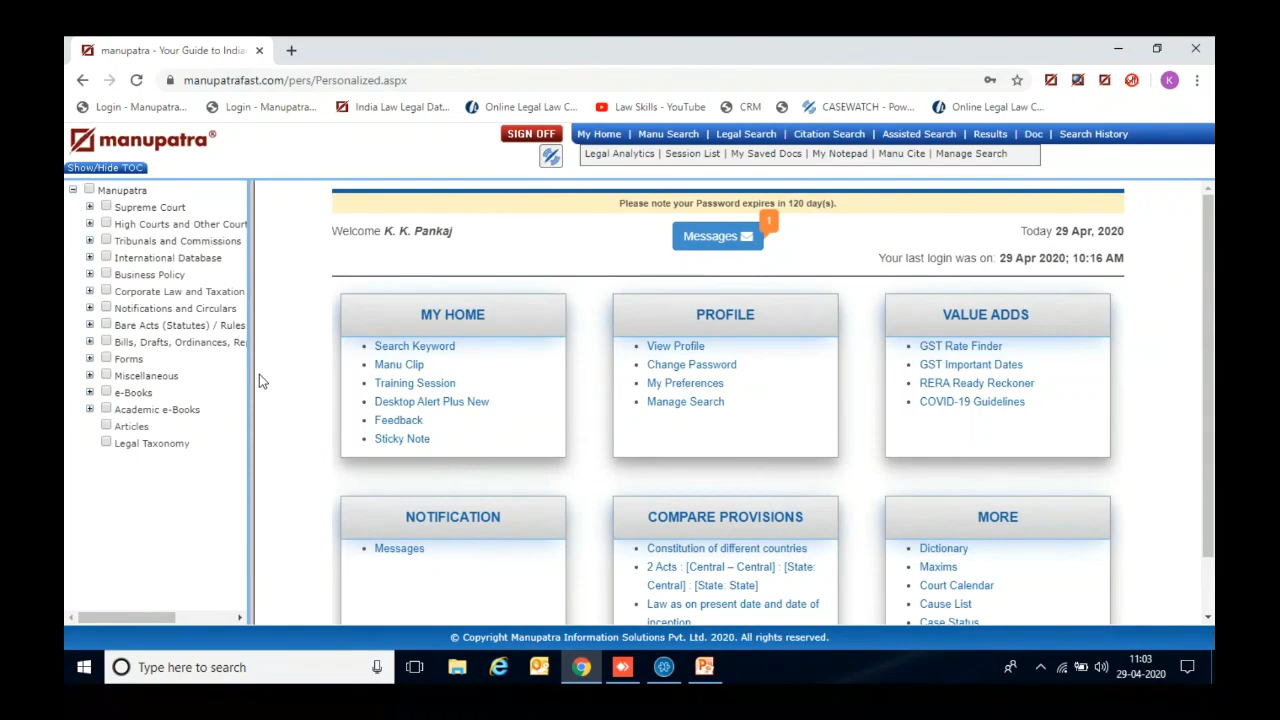 manupatra - Your Guide to India
manupatrafast.com/pers/Personalized.aspx
K
Login - Manupatra...
Login - Manupatra...
India Law Legal Dat...
Online Legal Law C...
Law Skills - YouTube
CRM
CASEWATCH - Pow...
Online Legal Law C...
manupatra®
SIGN OFF
My Home | Manu Search | Legal Search | Citation Search | Assisted Search | Results | Doc | Search History
Legal Analytics | Session List | My Saved Docs | My Notepad | Manu Cite | Manage Search
Show/Hide TOC
Manupatra
Supreme Court
High Courts and Other Court
Tribunals and Commissions
International Database
Business Policy
Corporate Law and Taxation
Notifications and Circulars
Bare Acts (Statutes) / Rules
Bills, Drafts, Ordinances, Re
Forms
Miscellaneous
e-Books
Academic e-Books
Articles
Legal Taxonomy
Please note your Password expires in 120 day(s).
Welcome K. K. Pankaj
Messages
1
Today 29 Apr, 2020
Your last login was on: 29 Apr 2020; 10:16 AM
MY HOME
Search Keyword
Manu Clip
Training Session
Desktop Alert Plus New
Feedback
Sticky Note
PROFILE
View Profile
Change Password
My Preferences
Manage Search
VALUE ADDS
GST Rate Finder
GST Important Dates
RERA Ready Reckoner
COVID-19 Guidelines
NOTIFICATION
Messages
COMPARE PROVISIONS
Constitution of different countries
2 Acts : [Central – Central] : [State:
Central] : [State: State]
Law as on present date and date of
inception
MORE
Dictionary
Maxims
Court Calendar
Cause List
Case Status
© Copyright Manupatra Information Solutions Pvt. Ltd. 2020. All rights reserved.
Type here to search
11:03
29-04-2020